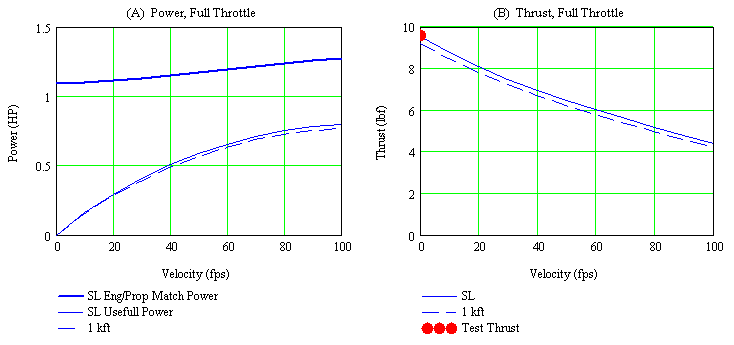 (A) Power, Full Throttle
1.5
1
0.5
0
0 20 40 60 80 100
Power (HP)
Velocity (fps)
SL Eng/Prop Match Power
SL Usefull Power
1 kft
(B) Thrust, Full Throttle
10
8
6
4
2
0
0 20 40 60 80 100
Thrust (lbf)
Velocity (fps)
SL
1 kft
Test Thrust